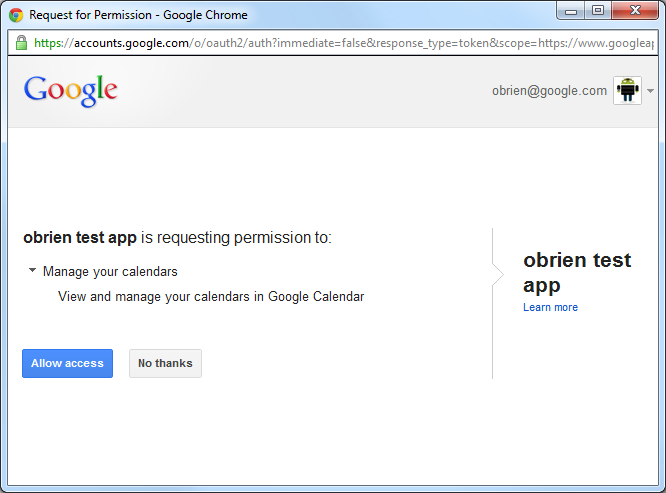 Request for Permission - Google Chrome
https://accounts.google.com/o/oauth2/auth?immediate=false&response_type=token&scope=https://www.googleap
Google
obrien@google.com
obrien test app is requesting permission to:
Manage your calendars
View and manage your calendars in Google Calendar
Allow access
No thanks
obrien test
app
Learn more